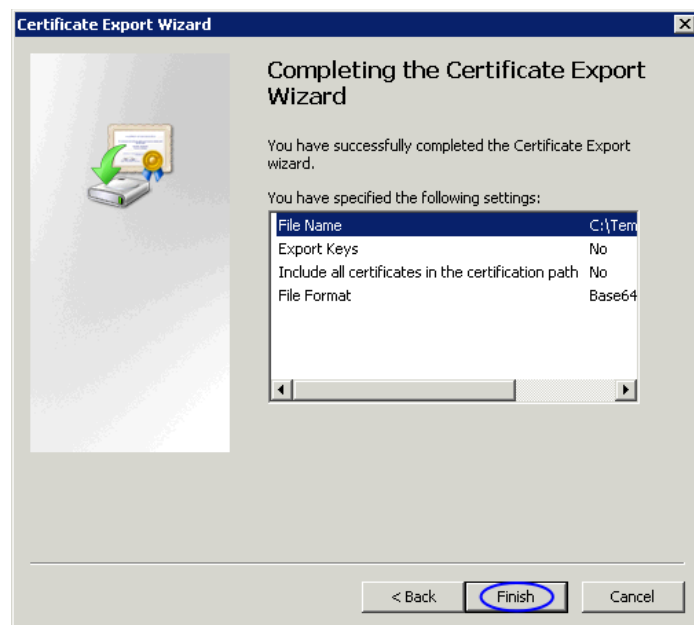 Certificate Export Wizard
Completing the Certificate Export
Wizard
You have successfully completed the Certificate Export
wizard.
You have specified the following settings:
File Name C:\Tem
Export Keys No
Include all certificates in the certification path No
File Format Base64
< Back Finish Cancel